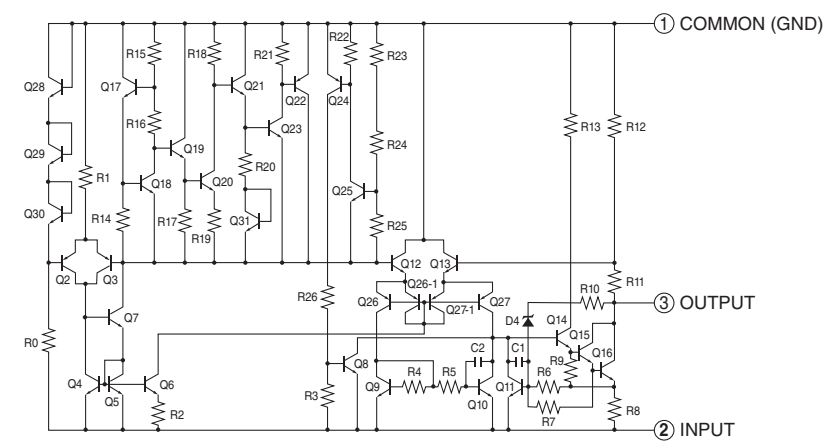 1 COMMON (GND)
R15 R18 R21 R22 R23
Q28 Q17 Q21 Q22 Q24
R16 Q23 R13 R12
Q29 Q19 R24
R1 Q18 Q20 R20 Q25
Q30 R14 R17 R19 Q31 R25
Q2 Q3 Q12 Q13
Q26-1 R10 R11
R26 Q26 Q27-1 Q27 3 OUTPUT
Q7 D4 Q14 Q15
R0 Q8 C2 C1 R9 Q16
Q4 Q5 Q6 R4 R5 R6
R2 R3 Q9 Q10 Q11 R7 R8
2 INPUT